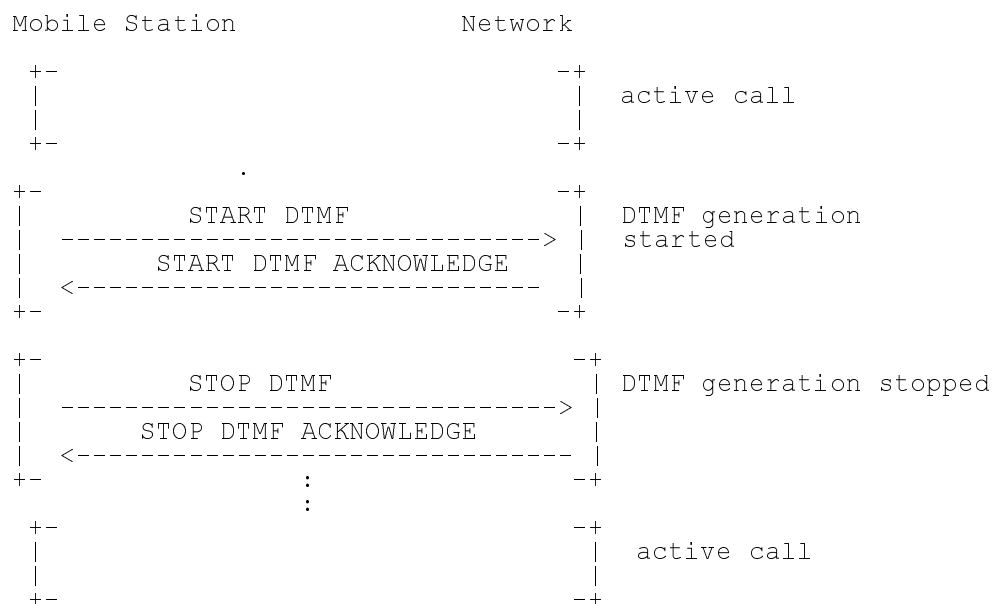 Mobile Station Network
active call
START DTMF DTMF generation
started
START DTMF ACKNOWLEDGE
STOP DTMF DTMF generation stopped
STOP DTMF ACKNOWLEDGE
active call